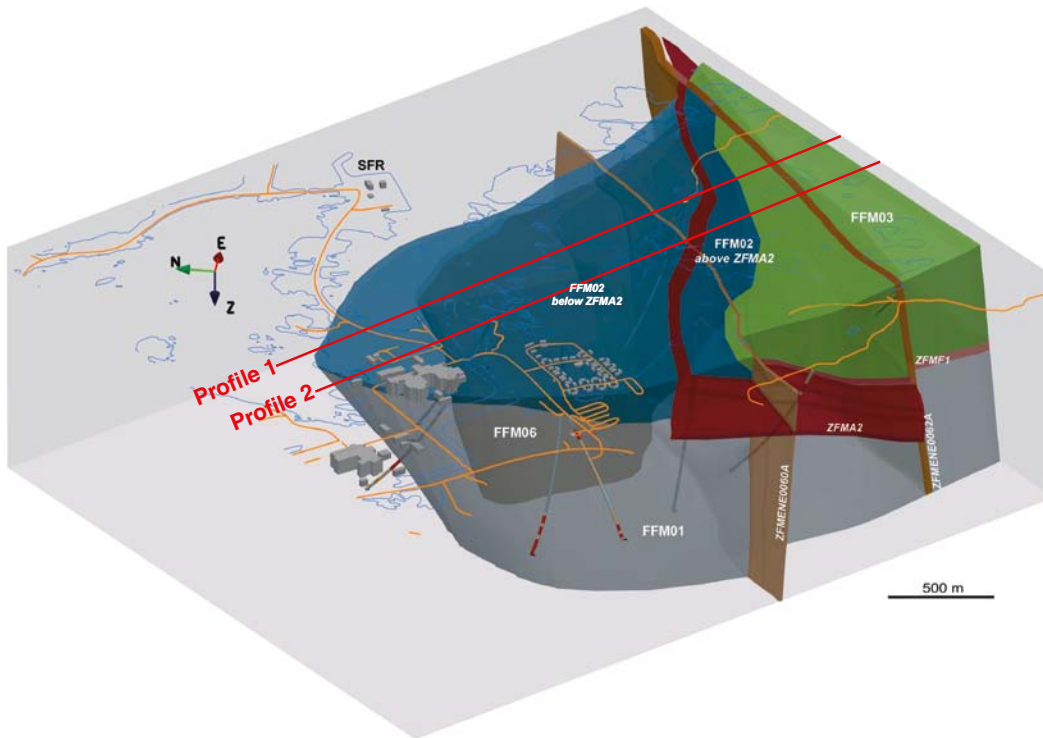 SFR
E
N
Z
FFM03
FFM02
above ZFMA2
FFM02
below ZFMA2
Profile 1
Profile 2
ZFMF1
FFM06
ZFMA2
ZFMENE0060A
ZFMENE0062A
FFM01
500 m